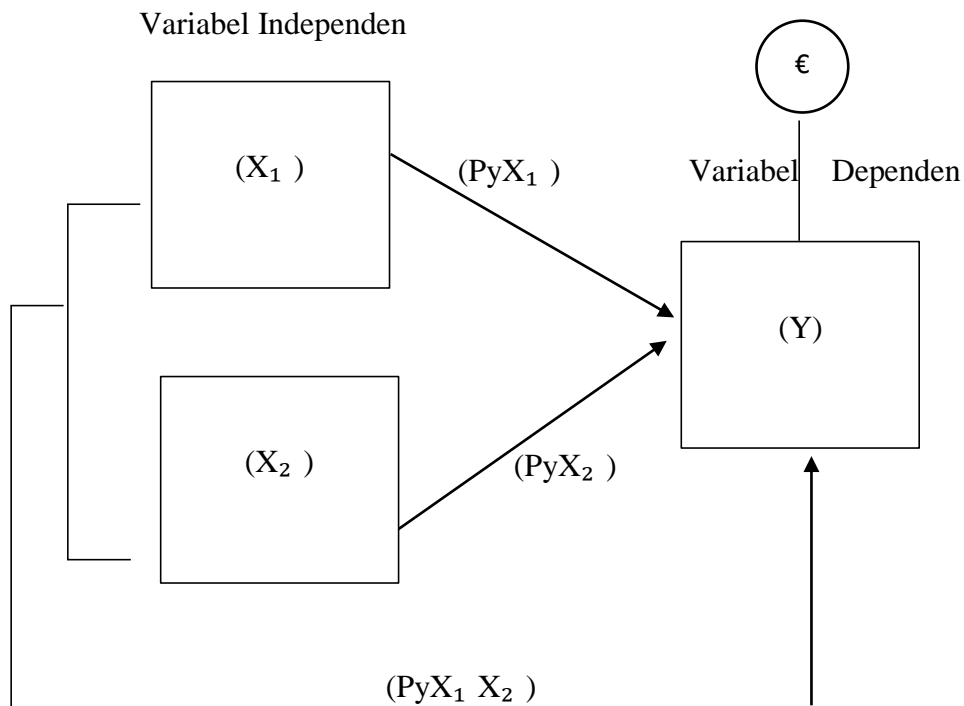 Variabel Independen
€
(X₁ )
(PyX₁ )
Variabel Dependen
(Y)
(X₂ )
(PyX₂ )
(PyX₁ X₂ )